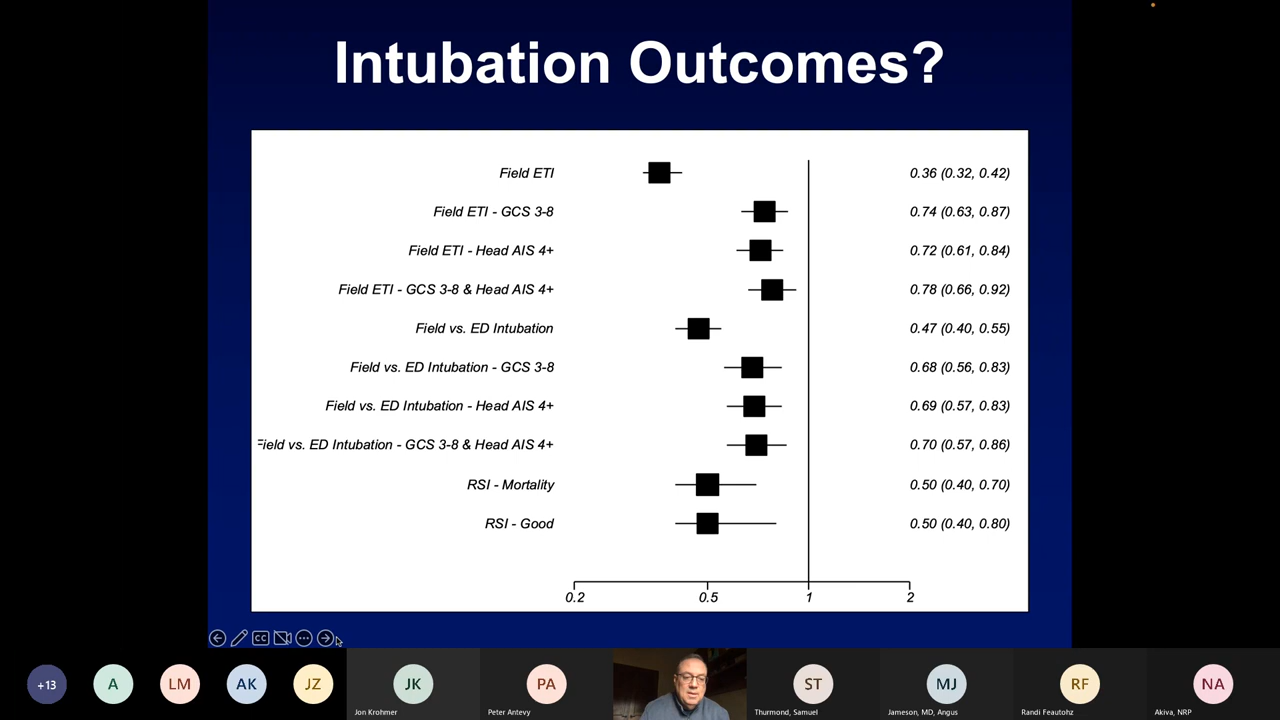 Intubation Outcomes?
Field ETI 0.36 (0.32, 0.42)
Field ETI - GCS 3-8 0.74 (0.63, 0.87)
Field ETI - Head AIS 4+ 0.72 (0.61, 0.84)
Field ETI - GCS 3-8 & Head AIS 4+ 0.78 (0.66, 0.92)
Field vs. ED Intubation 0.47 (0.40, 0.55)
Field vs. ED Intubation - GCS 3-8 0.68 (0.56, 0.83)
Field vs. ED Intubation - Head AIS 4+ 0.69 (0.57, 0.83)
Field vs. ED Intubation - GCS 3-8 & Head AIS 4+ 0.70 (0.57, 0.86)
RSI - Mortality 0.50 (0.40, 0.70)
RSI - Good 0.50 (0.40, 0.80)
0.2 0.5 1 2
CC
+13 A LM AK JZ JK PA ST MJ RF NA
Jon Krohmer Peter Antevy Thurmond, Samuel Jameson, MD, Angus Randi Feautohz Akiva, NRP